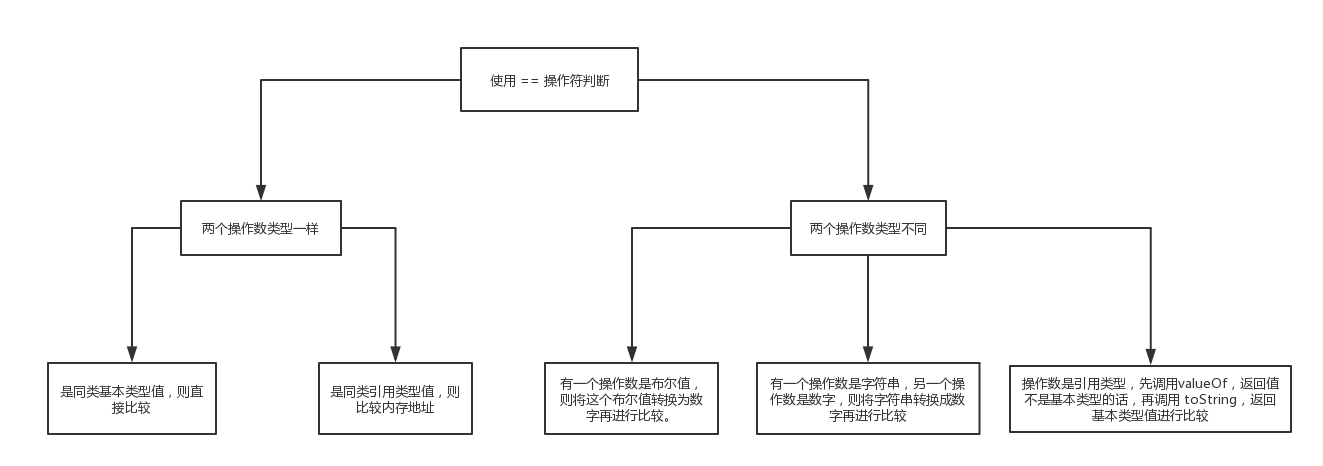 使用 == 操作符判断
两个操作数类型一样
两个操作数类型不同
是同类基本类型值，则直
接比较
是同类引用类型值，则
比较内存地址
有一个操作数是布尔值，
则将这个布尔值转换为数
字再进行比较。
有一个操作数是字符串，另一个操
作数是数字，则将字符串转换成数
字再进行比较
操作数是引用类型，先调用valueOf，返回值
不是基本类型的话，再调用 toString，返回
基本类型值进行比较